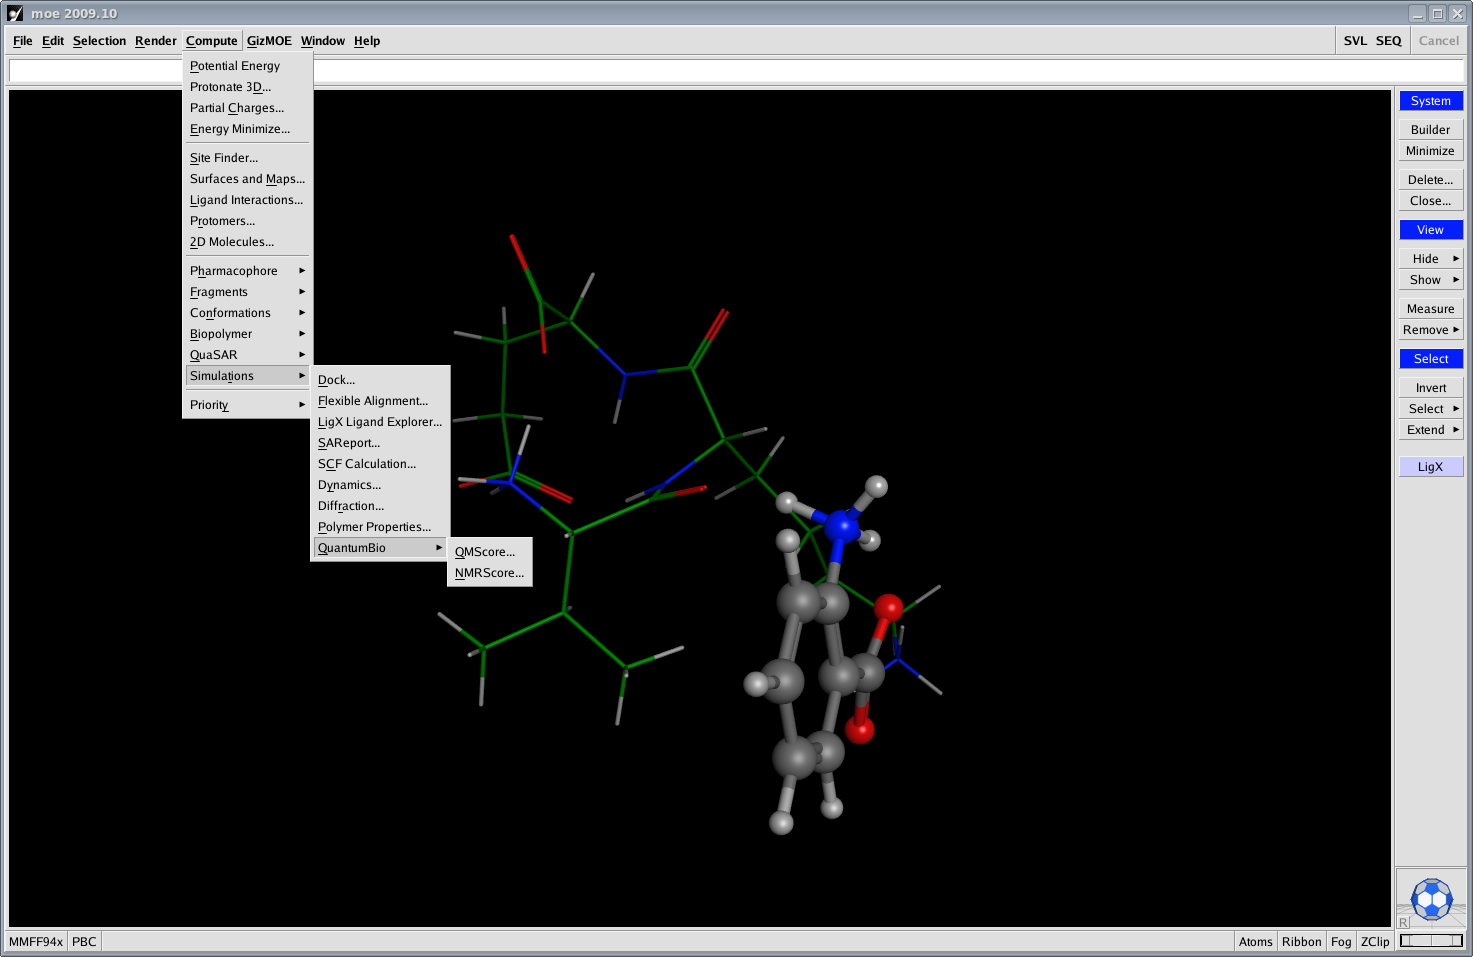 moe 2009.10
File Edit Selection Render Compute GizMOE Window Help
SVL SEQ Cancel
Potential Energy
Protonate 3D...
Partial Charges...
Energy Minimize...
Site Finder...
Surfaces and Maps...
Ligand Interactions...
Protomers...
2D Molecules...
Pharmacophore
Fragments
Conformations
Biopolymer
QuaSAR
Simulations
Priority
Dock...
Flexible Alignment...
LigX Ligand Explorer...
SAReport...
SCF Calculation...
Dynamics...
Diffraction...
Polymer Properties...
QuantumBio
QMScore...
NMRScore...
System
Builder
Minimize
Delete...
Close...
View
Hide
Show
Measure
Remove
Select
Invert
Select
Extend
LigX
R
MMFF94x PBC
Atoms Ribbon Fog ZClip